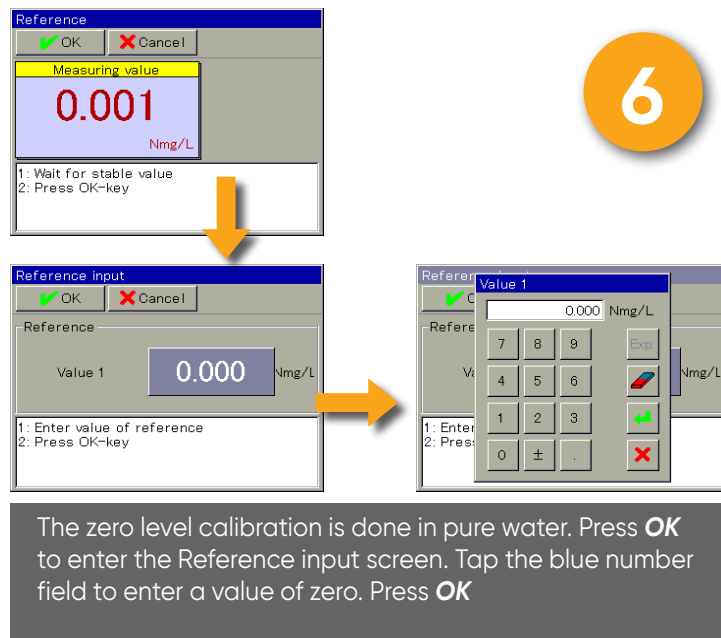 Reference
OK
Cancel
Measuring value
0.001
Nmg/L
1: Wait for stable value
2: Press OK-key
6
Reference input
OK
Cancel
Reference
Value 1
0.000
Nmg/L
1: Enter value of reference
2: Press OK-key
Value 1
0.000 Nmg/L
7 8 9 Exp.
4 5 6
1 2 3
0 ± .
Nmg/L
1: Enter
2: Press
The zero level calibration is done in pure water. Press OK
to enter the Reference input screen. Tap the blue number
field to enter a value of zero. Press OK